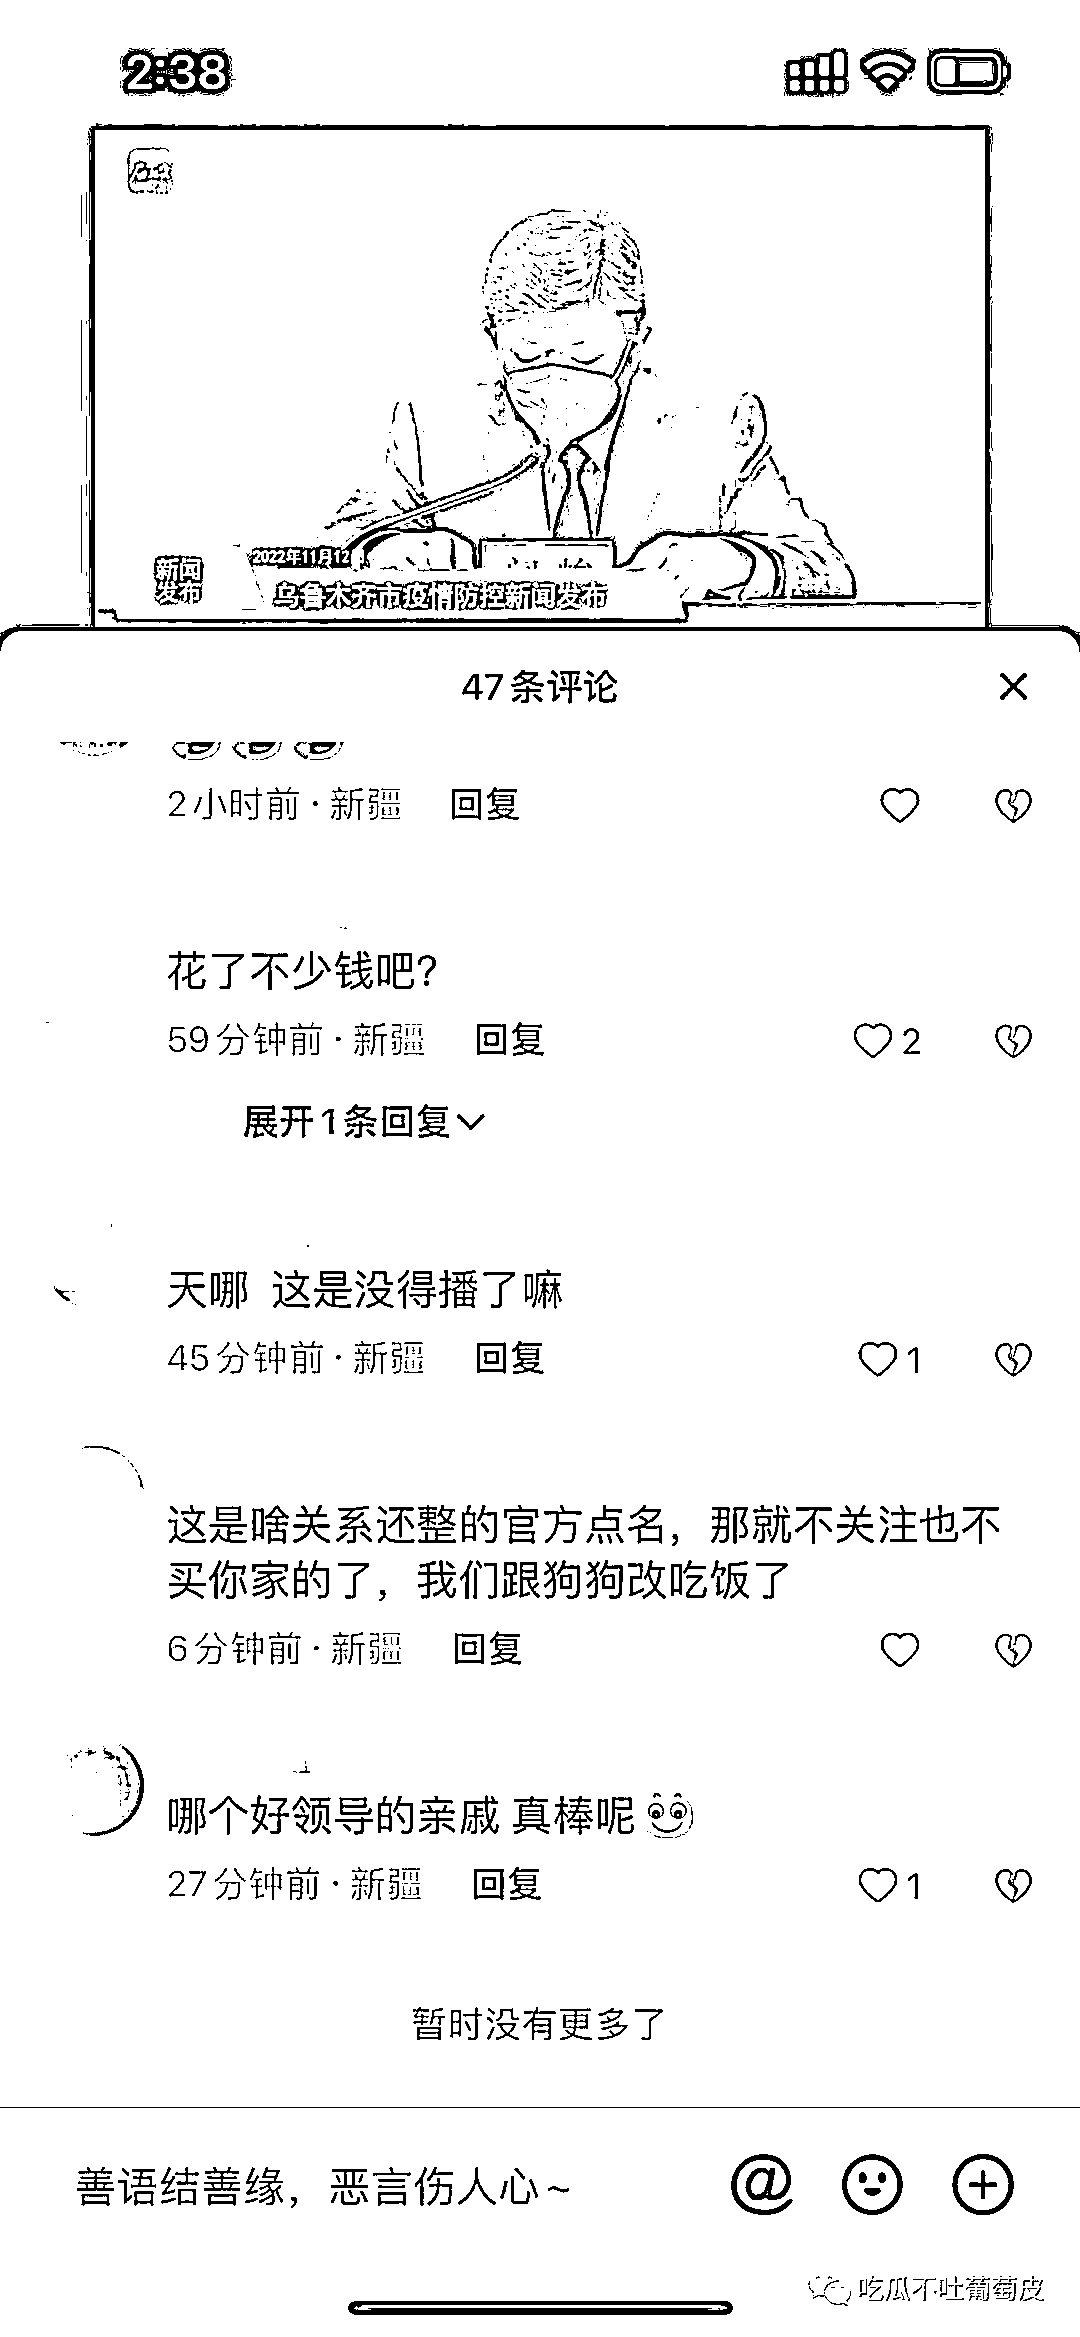 2:38
2022年11月12
新闻
发布
乌鲁木齐市疫情防控新闻发布
47条评论
2小时前·新疆 回复
花了不少钱吧？
59分钟前·新疆 回复 2
展开1条回复
天哪 这是没得播了嘛
45分钟前·新疆 回复 1
这是啥关系还整的官方点名，那就不关注也不
买你家的了，我们跟狗狗改吃饭了
6分钟前·新疆 回复
哪个好领导的亲戚 真棒呢
27分钟前·新疆 回复 1
暂时没有更多了
善语结善缘，恶言伤人心~
吃瓜不吐葡萄皮